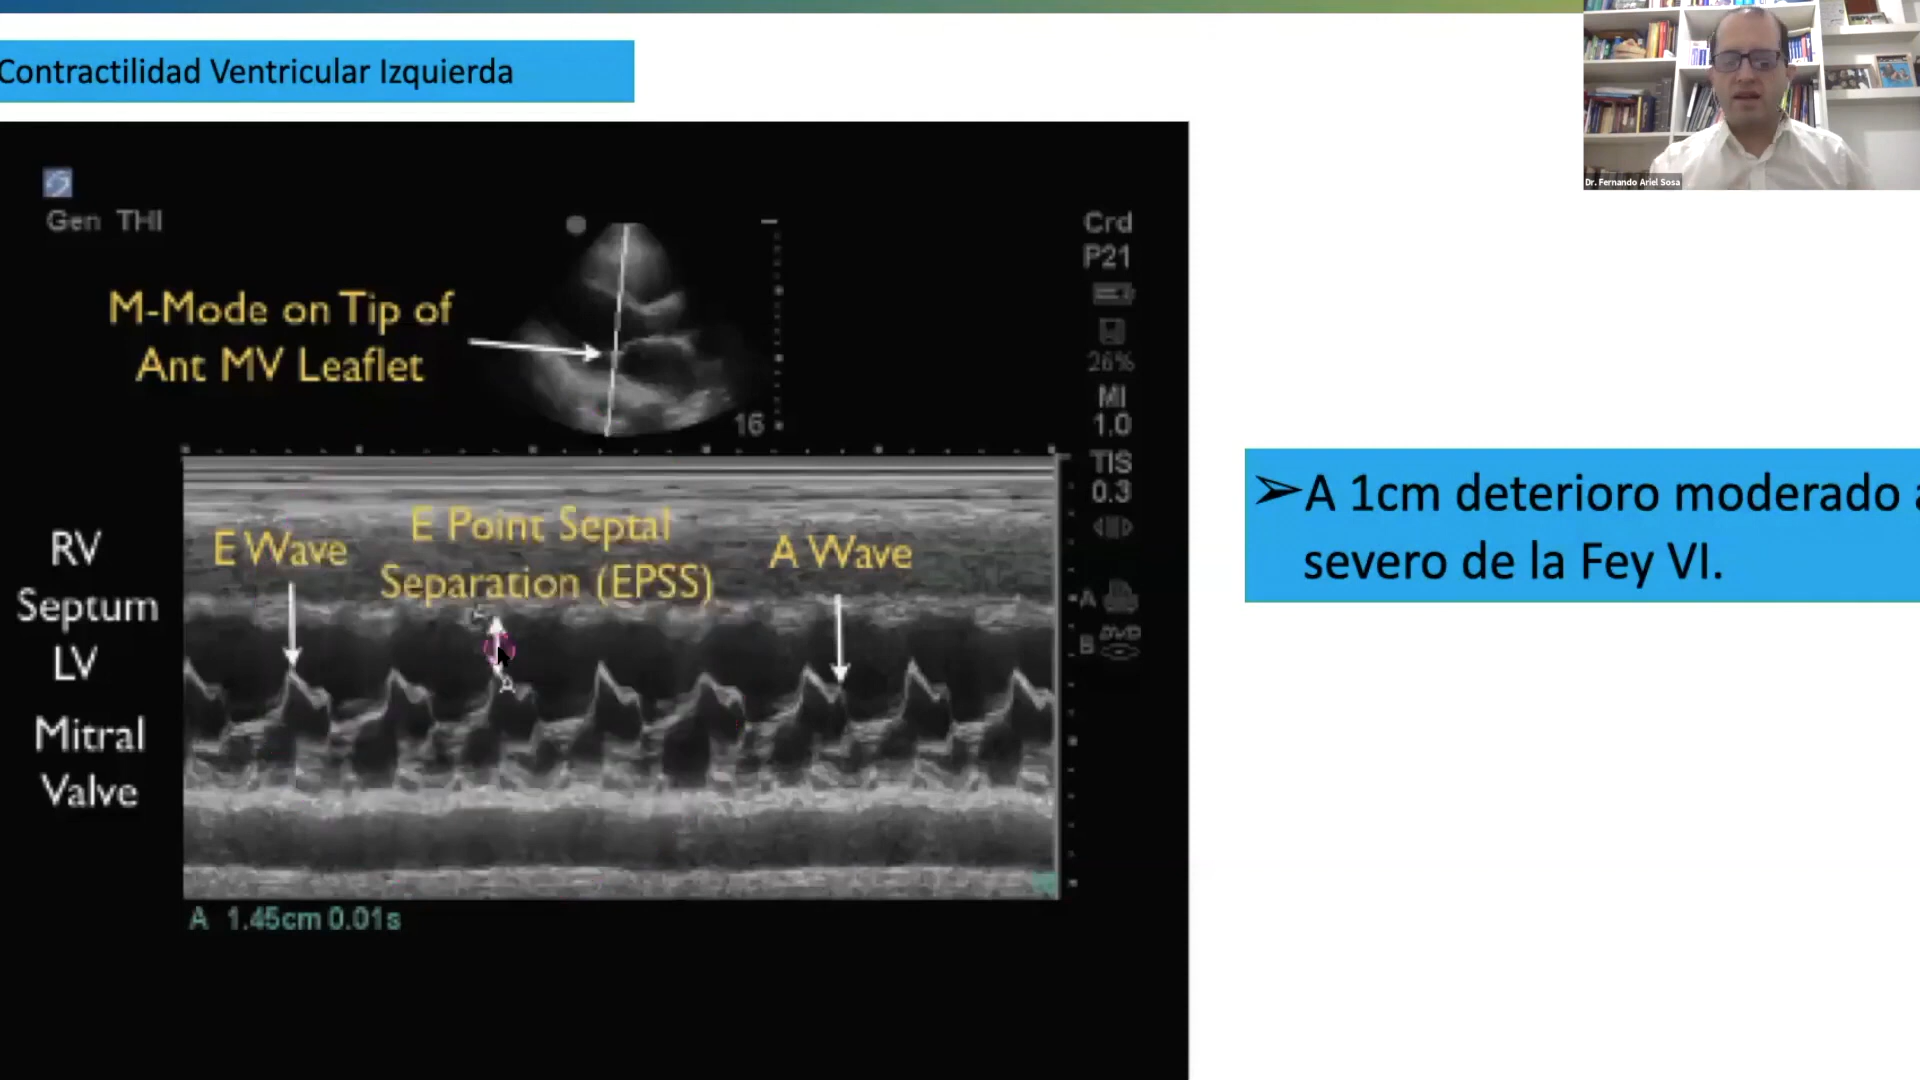 Contractilidad Ventricular Izquierda
Dr. Fernando Ariel Sosa
Gen THI
Crd
P21
M-Mode on Tip of
Ant MV Leaflet
26%
MI
1.0
16
TIS
0.3
E Point Septal
Separation (EPSS)
E Wave
A Wave
RV
Septum
LV
Mitral
Valve
A
B DVD
A
A 1.45cm 0.01s
➢A 1cm deterioro moderado a
severo de la Fey VI.